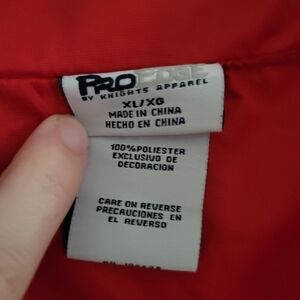 PROEDGE
BY KNIGHTS APPAREL
XL/XG
MADE IN CHINA
HECHO EN CHINA
100%POLIESTER
EXCLUSIVO DE
DECORACION
CARE ON REVERSE
PRECAUCIONES EN
EL REVERSO